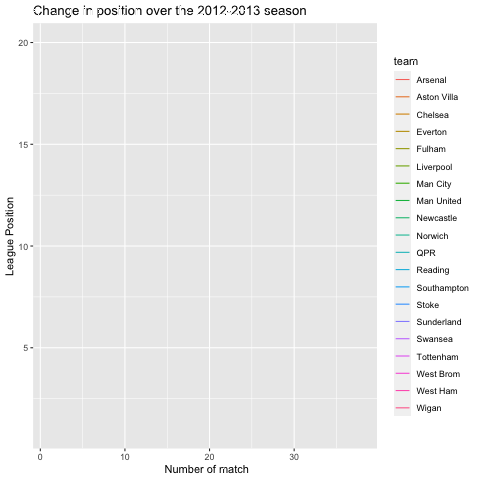 Change in position over the 2012-2013 season
team
Arsenal
Aston Villa
Chelsea
Everton
Fulham
Liverpool
Man City
Man United
Newcastle
Norwich
QPR
Reading
Southampton
Stoke
Sunderland
Swansea
Tottenham
West Brom
West Ham
Wigan
League Position
20
15
10
5
0 10 20 30
Number of match